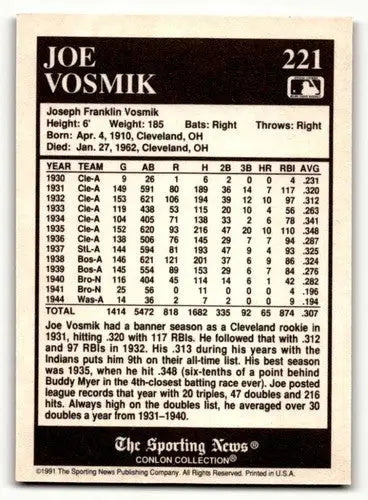 JOE
VOSMIK
221
Joseph Franklin Vosmik
Height: 6' Weight: 185 Bats: Right Throws: Right
Born: Apr. 4, 1910, Cleveland, OH
Died: Jan. 27, 1962, Cleveland, OH
YEAR TEAM G AB R H 2B 3B HR RBI AVG
1930 Cle-A 9 26 1 6 2 0 0 4 .231
1931 Cle-A 149 591 80 189 36 14 7 117 .320
1932 Cle-A 153 621 106 194 39 12 10 97 .312
1933 Cle-A 119 438 53 115 20 10 4 56 .263
1934 Cle-A 104 405 71 138 33 2 6 78 .341
1935 Cle-A 152 620 93 216 47 20 10 110 .348
1936 Cle-A 138 506 76 145 29 7 7 94 .287
1937 StL-A 144 594 81 193 47 9 4 93 .325
1938 Bos-A 146 621 121 201 37 6 9 86 .324
1939 Bos-A 145 554 89 153 29 6 7 84 .276
1940 Bro-N 116 404 45 114 14 6 1 42 .282
1941 Bro-N 25 56 0 11 0 0 0 4 .196
1944 Was-A 14 36 2 7 2 0 0 9 .194
TOTAL 1414 5472 818 1682 335 92 65 874 .307
Joe Vosmik had a banner season as a Cleveland rookie in
1931, hitting .320 with 117 RBIs. He followed that with .312
and 97 RBIs in 1932. His .313 during his years with the
Indians puts him 9th on their all-time list. His best season
was 1935, when he hit .348 (six-tenths of a point behind
Buddy Myer in the 4th-closest batting race ever). Joe posted
league records that year with 20 triples, 47 doubles and 216
hits. Always high on the doubles list, he averaged over 30
doubles a year from 1931–1940.
The Sporting News®
CONLON COLLECTION®
©1991 The Sporting News Publishing Company. All Rights Reserved. Printed in U.S.A.